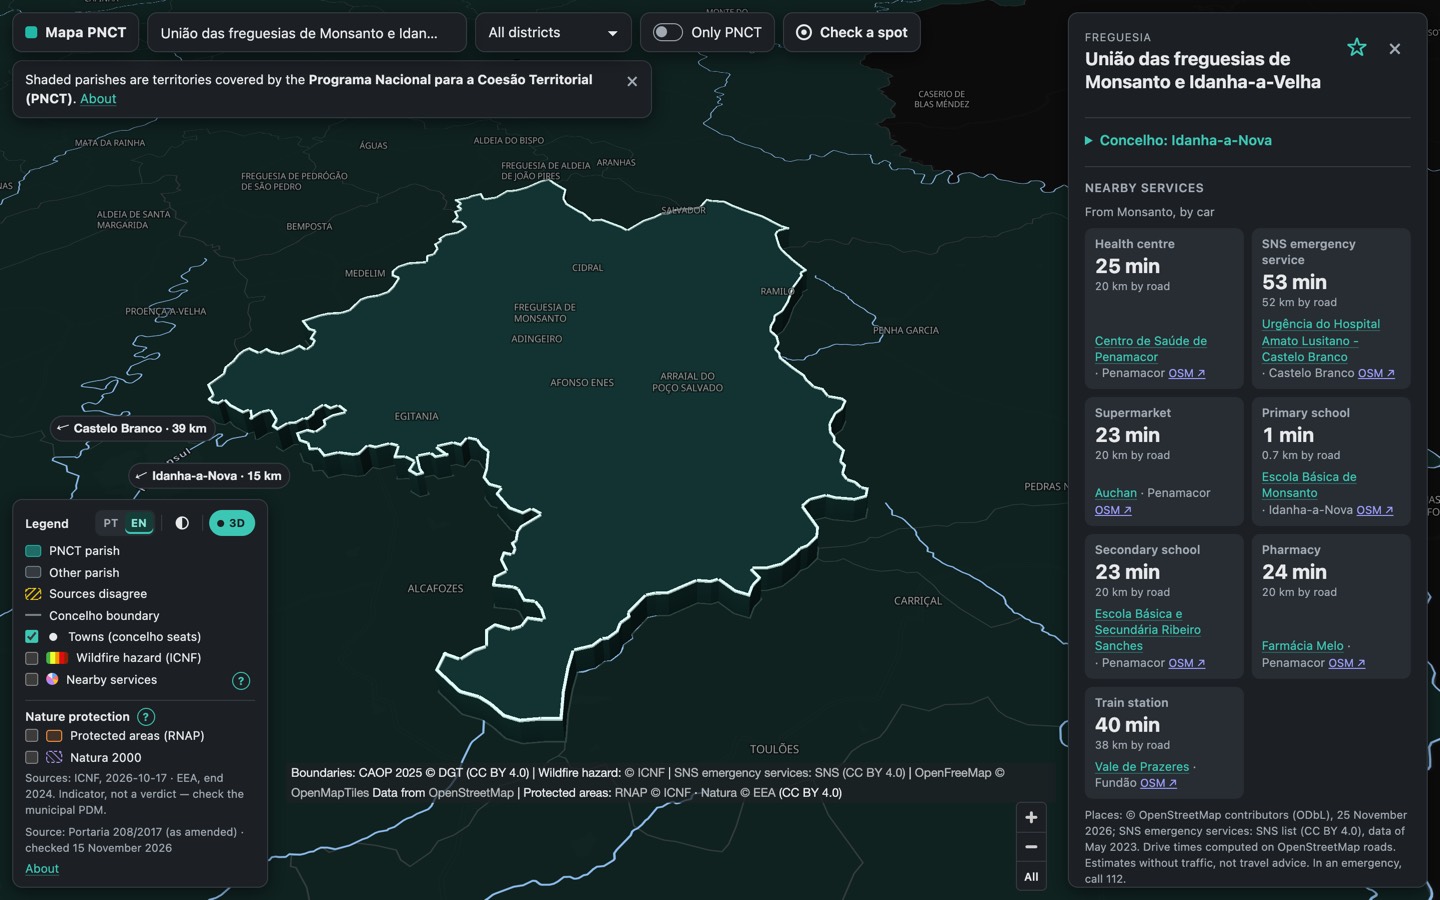 Mapa PNCT
União das freguesias de Monsanto e Idan...
All districts
Only PNCT
Check a spot
Shaded parishes are territories covered by the Programa Nacional para a Coesão Territorial
(PNCT). About
CASERIO DE
BLAS MÉNDEZ
MATA DA RAINHA
ÁGUAS
ALDEIA DO BISPO
FREGUESIA DE ALDEIA
DE JOÃO PIRES
ARANHAS
FREGUESIA DE PEDRÓGÃO
DE SÃO PEDRO
ALDEIA DE SANTA
MARGARIDA
BEMPOSTA
SALVADOR
MEDELIM
CIDRAL
RAMILO
PROENÇA-A-VELHA
FREGUESIA DE
MONSANTO
ADINGEIRO
PENHA GARCIA
AFONSO ENES
ARRAIAL DO
POÇO SALVADO
EGITANIA
Castelo Branco · 39 km
Idanha-a-Nova · 15 km
PEDRAS N
ALCAFOZES
CARRIÇAL
TOULÕES
Legend
PT
EN
3D
PNCT parish
Other parish
Sources disagree
Concelho boundary
Towns (concelho seats)
Wildfire hazard (ICNF)
Nearby services
?
Nature protection ?
Protected areas (RNAP)
Natura 2000
Sources: ICNF, 2026-10-17 · EEA, end
2024. Indicator, not a verdict — check the
municipal PDM.
Source: Portaria 208/2017 (as amended) ·
checked 15 November 2026
About
Boundaries: CAOP 2025 © DGT (CC BY 4.0) | Wildfire hazard: © ICNF | SNS emergency services: SNS (CC BY 4.0) | OpenFreeMap ©
OpenMapTiles Data from OpenStreetMap | Protected areas: RNAP © ICNF · Natura © EEA (CC BY 4.0)
+
−
All
FREGUESIA
União das freguesias de
Monsanto e Idanha-a-Velha
Concelho: Idanha-a-Nova
NEARBY SERVICES
From Monsanto, by car
Health centre
25 min
20 km by road
Centro de Saúde de
Penamacor
· Penamacor OSM ↗
SNS emergency
service
53 min
52 km by road
Urgência do Hospital
Amato Lusitano -
Castelo Branco
· Castelo Branco OSM ↗
Supermarket
23 min
20 km by road
Auchan · Penamacor
OSM ↗
Primary school
1 min
0.7 km by road
Escola Básica de
Monsanto
· Idanha-a-Nova OSM ↗
Secondary school
23 min
20 km by road
Escola Básica e
Secundária Ribeiro
Sanches
· Penamacor OSM ↗
Pharmacy
24 min
20 km by road
Farmácia Melo ·
Penamacor OSM ↗
Train station
40 min
38 km by road
Vale de Prazeres ·
Fundão OSM ↗
Places: © OpenStreetMap contributors (ODbL), 25 November
2026; SNS emergency services: SNS list (CC BY 4.0), data of
May 2023. Drive times computed on OpenStreetMap roads.
Estimates without traffic, not travel advice. In an emergency,
call 112.